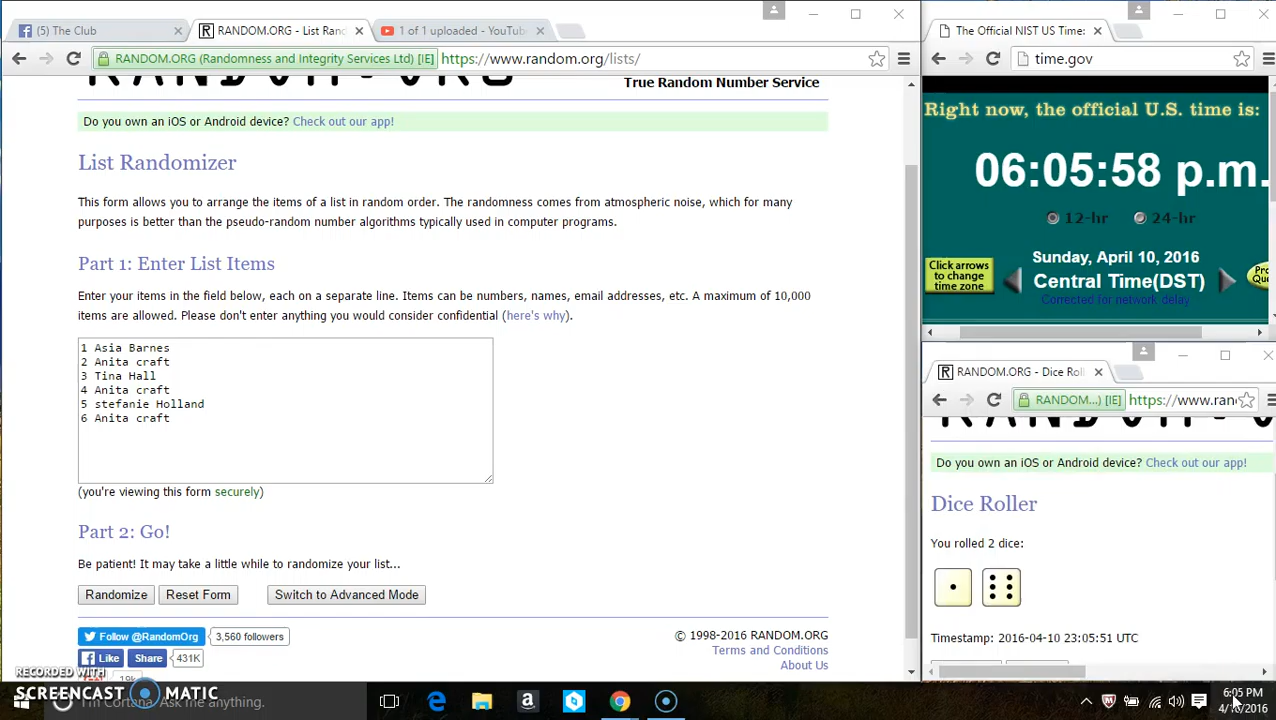 (5) The Club
RANDOM.ORG - List Ran
1 of 1 uploaded - YouTub
RANDOM.ORG Randomness and Integrity Services Ltd) [IE]
https://www.random.org/lists/
True Random Number Service
Do you own an iOS or Android device? Check out our app!
List Randomizer
This form allows you to arrange the items of a list in random order. The randomness comes from atmospheric noise, which for many
purposes is better than the pseudo-random number algorithms typically used in computer programs.
Part 1: Enter List Items
Enter your items in the field below, each on a separate line. Items can be numbers, names, email addresses, etc. A maximum of 10,000
items are allowed. Please don't enter anything you would consider confidential (here's why).
1 Asia Barnes
2 Anita craft
3 Tina Hall
4 Anita craft
5 stefanie Holland
6 Anita craft
(you're viewing this form securely)
Part 2: Go!
Be patient! It may take a little while to randomize your list...
Randomize
Reset Form
Switch to Advanced Mode
Follow @RandomOrg
3,560 followers
Like
Share
431K
19k
© 1998-2016 RANDOM.ORG
Terms and Conditions
About Us
The Official NIST US Time:
time.gov
Right now, the official U.S. time is:
06:05:58 p.m.
12-hr
24-hr
Sunday, April 10, 2016
Click arrows
to change
time zone
Central Time(DST)
Corrected for network delay
RANDOM.ORG - Dice Roll
RANDOM...) [IE]
https://www.ran
Do you own an iOS or Android device? Check out our app!
Dice Roller
You rolled 2 dice:
Timestamp: 2016-04-10 23:05:51 UTC
RECORDED WITH
SCREENCAST MATIC
I'm Cortana. Ask me anything.
6:05 PM
4/10/2016